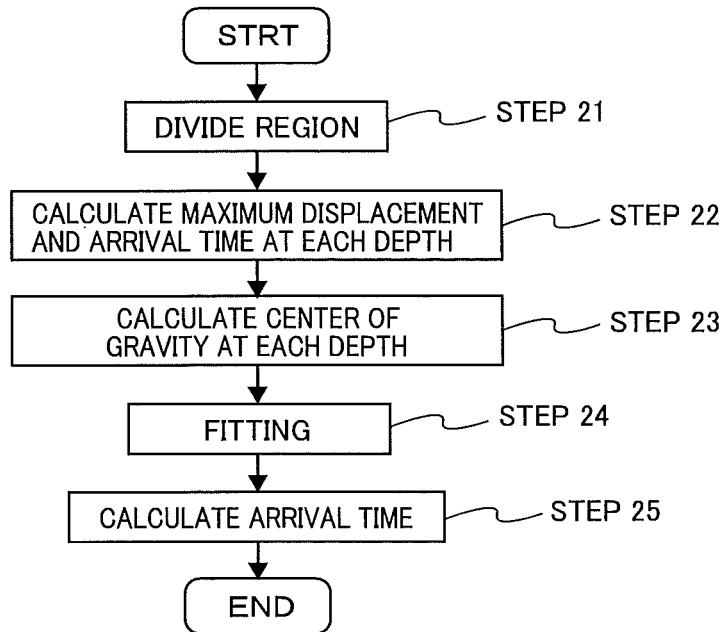 STRT
DIVIDE REGION
STEP 21
CALCULATE MAXIMUM DISPLACEMENT
AND ARRIVAL TIME AT EACH DEPTH
STEP 22
CALCULATE CENTER OF
GRAVITY AT EACH DEPTH
STEP 23
FITTING
STEP 24
CALCULATE ARRIVAL TIME
STEP 25
END